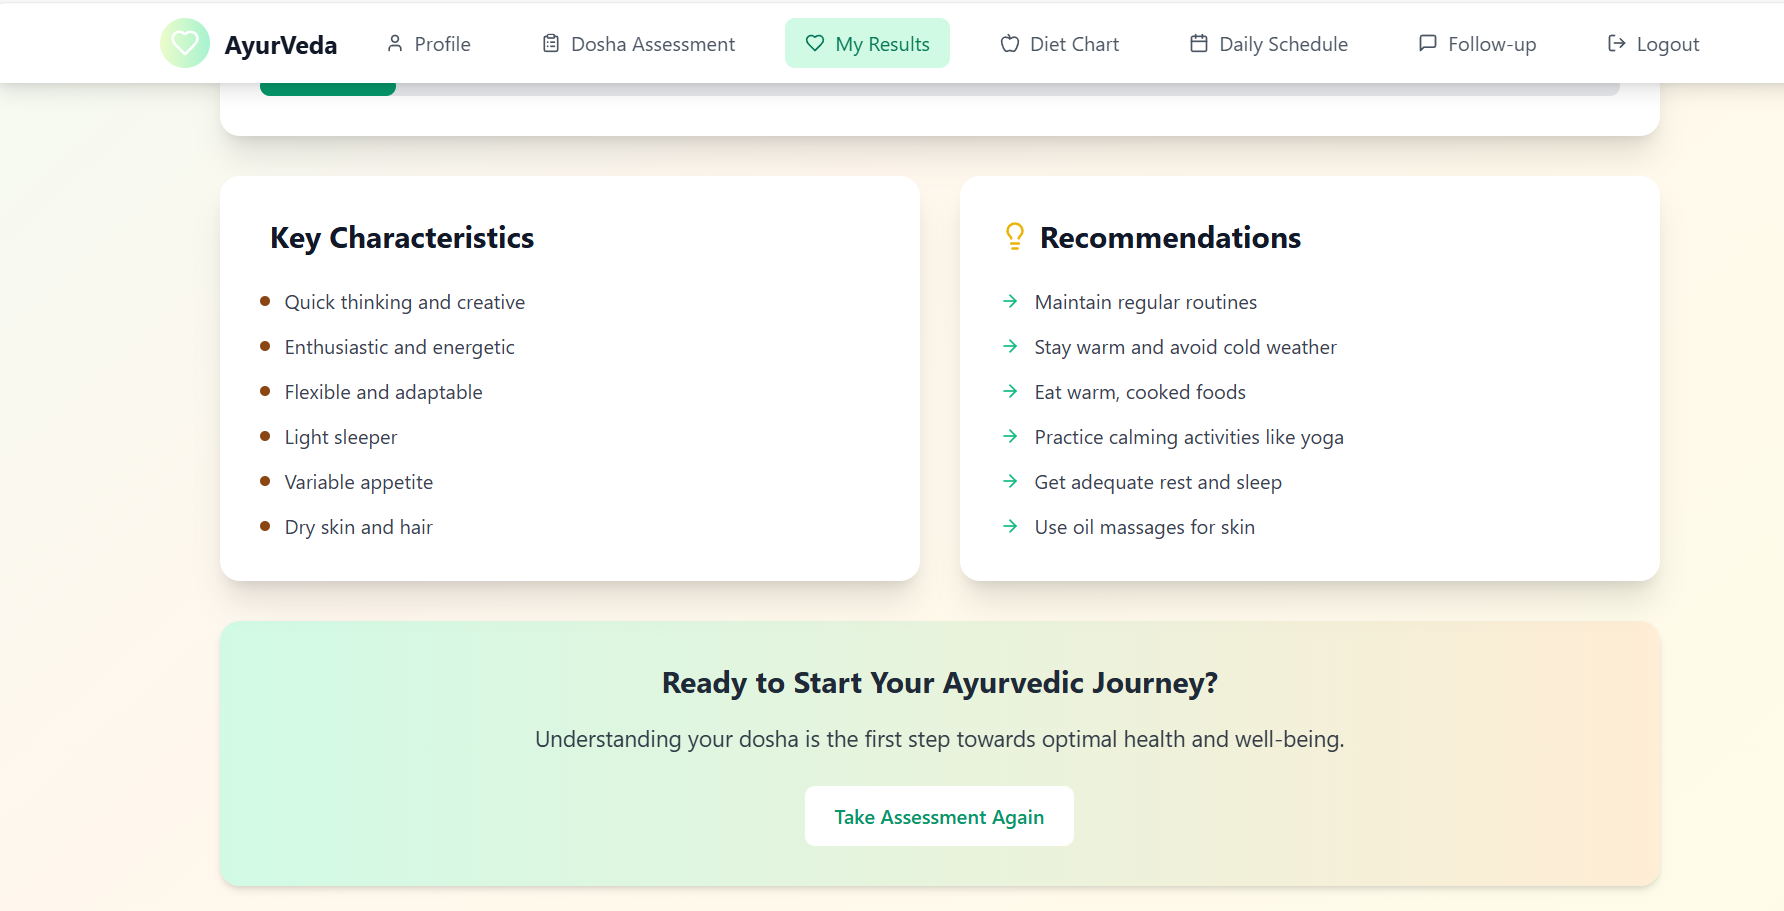 AyurVeda
Profile
Dosha Assessment
My Results
Diet Chart
Daily Schedule
Follow-up
Logout
Key Characteristics
Quick thinking and creative
Enthusiastic and energetic
Flexible and adaptable
Light sleeper
Variable appetite
Dry skin and hair
Recommendations
Maintain regular routines
Stay warm and avoid cold weather
Eat warm, cooked foods
Practice calming activities like yoga
Get adequate rest and sleep
Use oil massages for skin
Ready to Start Your Ayurvedic Journey?
Understanding your dosha is the first step towards optimal health and well-being.
Take Assessment Again